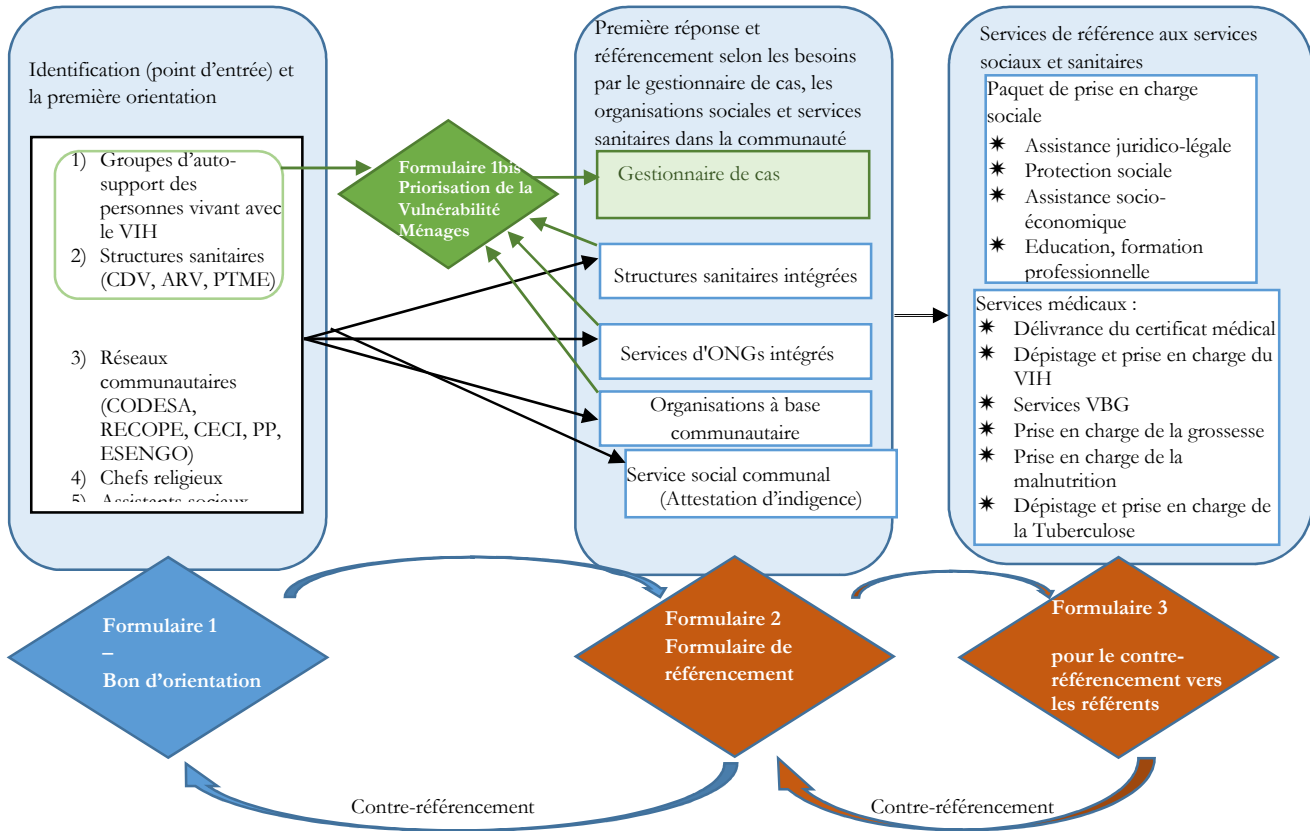 Identification (point d'entrée) et
la première orientation
1) Groupes d'auto-
support des
personnes vivant avec
le VIH
2) Structures sanitaires
(CDV, ARV, PTME)
3) Réseaux
communautaires
(CODESA,
RECOPE, CECI, PP,
ESENGO)
4) Chefs religieux
5) Assistants sociaux
Formulaire 1bis
Priorisation de la
Vulnérabilité
Ménages
Première réponse et
référencement selon les besoins
par le gestionnaire de cas, les
organisations sociales et services
sanitaires dans la communauté
Gestionnaire de cas
Structures sanitaires intégrées
Services d'ONGs intégrés
Organisations à base
communautaire
Service social communal
(Attestation d'indigence)
Services de référence aux services
sociaux et sanitaires
Paquet de prise en charge
sociale
✷ Assistance juridico-légale
✷ Protection sociale
✷ Assistance socio-
économique
✷ Education, formation
professionnelle
Services médicaux :
✷ Délivrance du certificat médical
✷ Dépistage et prise en charge du
VIH
✷ Services VBG
✷ Prise en charge de la grossesse
✷ Prise en charge de la
malnutrition
✷ Dépistage et prise en charge de
la Tuberculose
Formulaire 1
–
Bon d'orientation
Formulaire 2
Formulaire de
référencement
Formulaire 3
pour le contre-
référencement vers
les référents
Contre-référencement
Contre-référencement